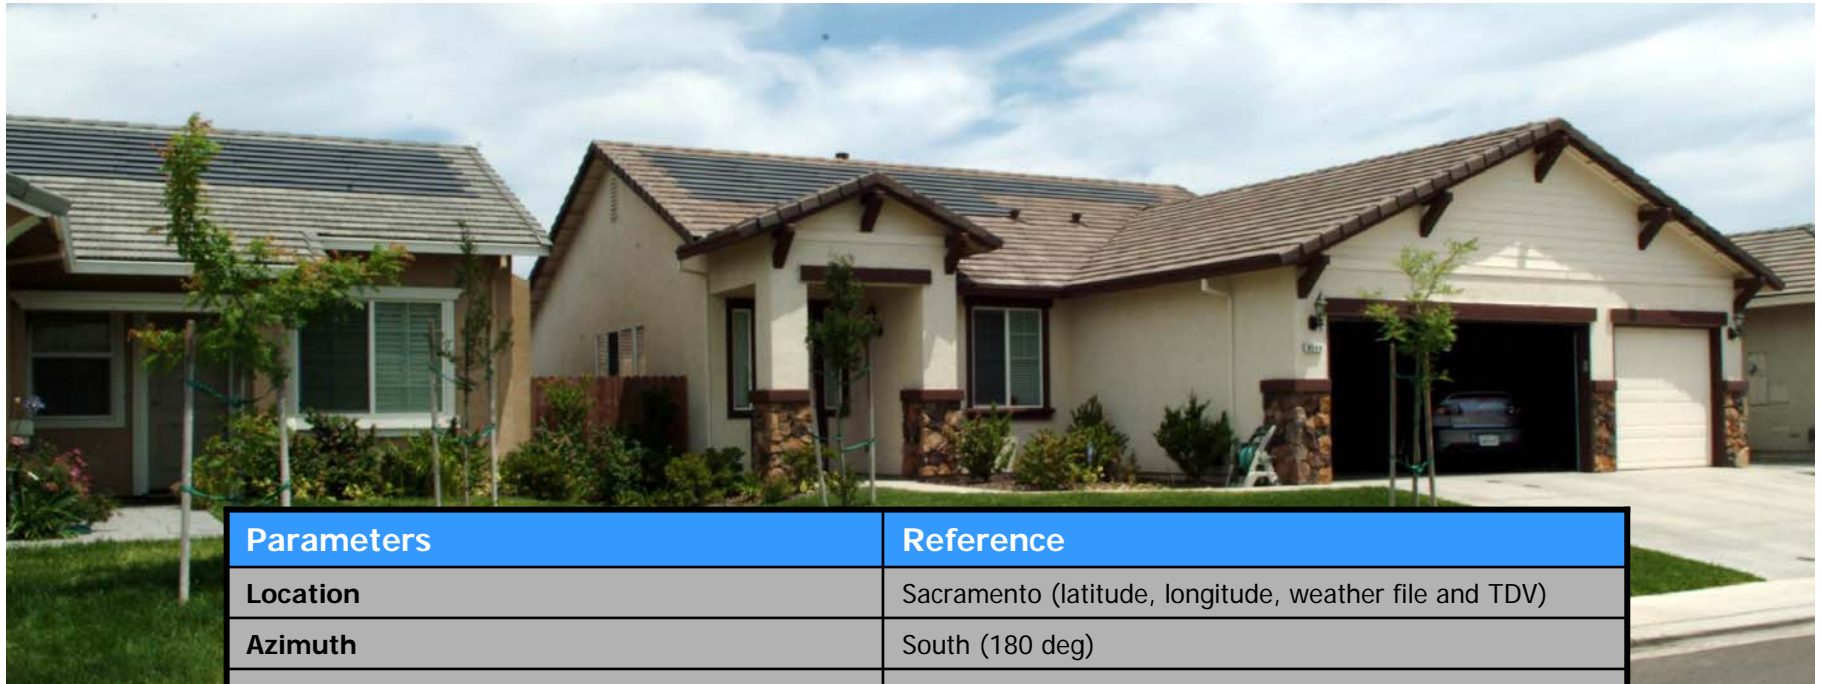 Parameters Reference
Location Sacramento (latitude, longitude, weather file and TDV)
Azimuth South (180 deg)